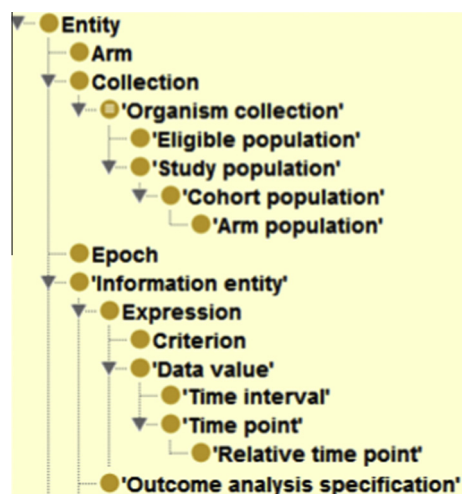 Entity
Arm
Collection
'Organism collection'
'Eligible population'
'Study population'
'Cohort population'
'Arm population'
Epoch
'Information entity'
Expression
Criterion
'Data value'
'Time interval'
'Time point'
'Relative time point'
'Outcome analysis specification'